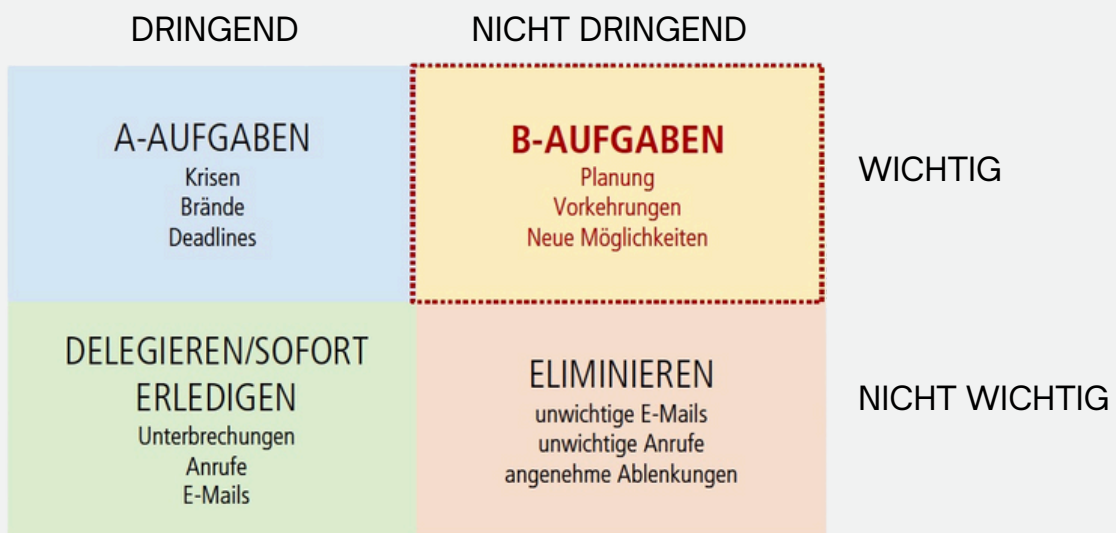 DRINGEND
NICHT DRINGEND
A-AUFGABEN
Krisen
Brände
Deadlines
B-AUFGABEN
Planung
Vorkehrungen
Neue Möglichkeiten
WICHTIG
DELEGIEREN/SOFORT
ERLEDIGEN
Unterbrechungen
Anrufe
E-Mails
ELIMINIEREN
unwichtige E-Mails
unwichtige Anrufe
angenehme Ablenkungen
NICHT WICHTIG